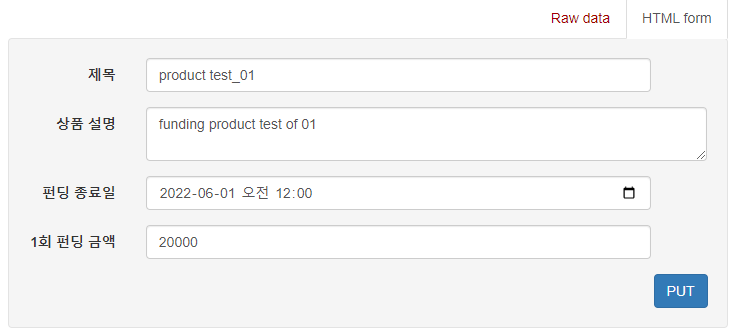 Raw data
HTML form
제목
product test_01
상품 설명
funding product test of 01
펀딩 종료일
2022-06-01 오전 12:00
1회 펀딩 금액
20000
PUT